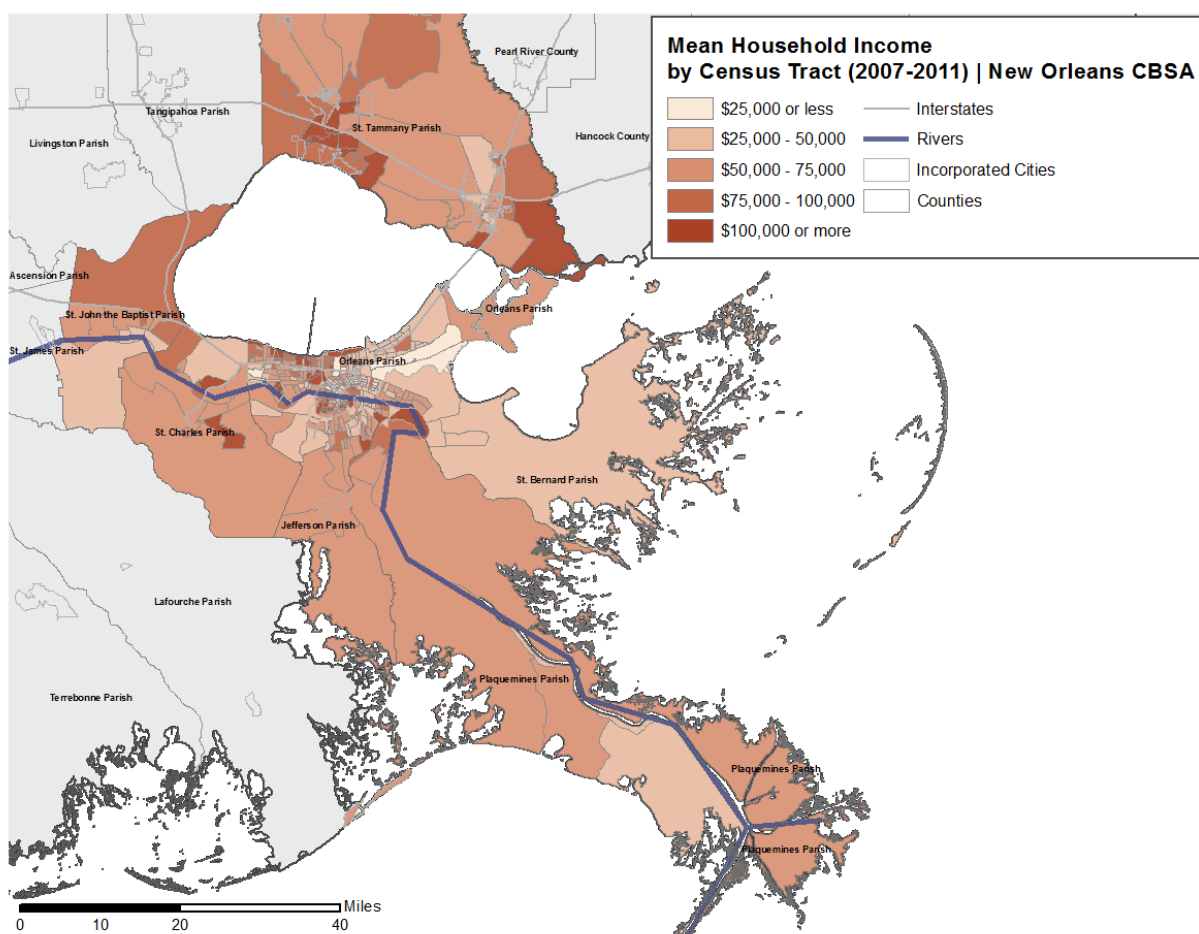 Mean Household Income
by Census Tract (2007-2011) | New Orleans CBSA
$25,000 or less
$25,000 - 50,000
$50,000 - 75,000
$75,000 - 100,000
$100,000 or more
Interstates
Rivers
Incorporated Cities
Counties
Pearl River County
Tangipahoa Parish
St. Tammany Parish
Hancock County
Livingston Parish
Ascension Parish
Orleans Parish
St. John the Baptist Parish
St. James Parish
Orleans Parish
St. Charles Parish
St. Bernard Parish
Jefferson Parish
Lafourche Parish
Plaquemines Parish
Terrebonne Parish
Plaquemines Parish
Plaquemines Parish
Miles
0 10 20 40